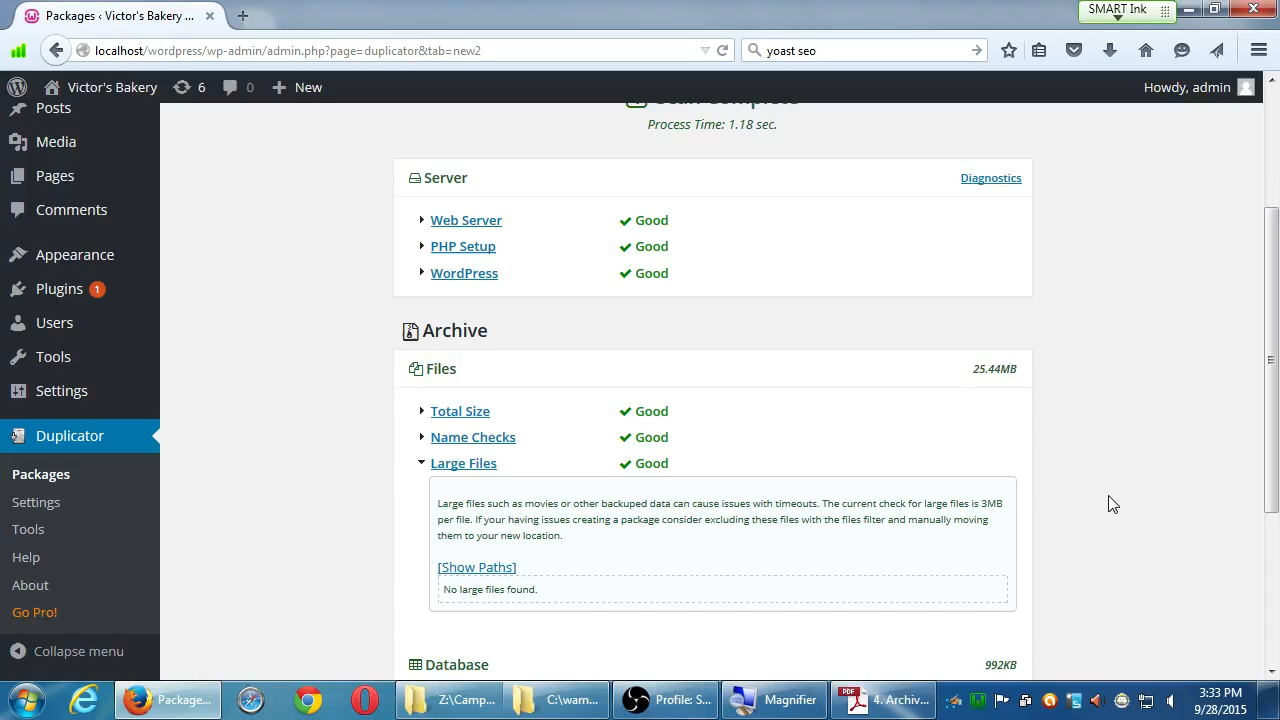 Packages ‹ Victor's Bakery ...
SMART Ink
localhost/wordpress/wp-admin/admin.php?page=duplicator&tab=new2
yoast seo
Victor's Bakery
6
0
New
Howdy, admin
Posts
Media
Pages
Comments
Appearance
Plugins 1
Users
Tools
Settings
Duplicator
Packages
Settings
Tools
Help
About
Go Pro!
Collapse menu
Scan Complete
Process Time: 1.18 sec.
Server
Diagnostics
Web Server Good
PHP Setup Good
WordPress Good
Archive
Files 25.44MB
Total Size Good
Name Checks Good
Large Files Good
Large files such as movies or other backuped data can cause issues with timeouts. The current check for large files is 3MB
per file. If your having issues creating a package consider excluding these files with the files filter and manually moving
them to your new location.
[Show Paths]
No large files found.
Database 992KB
Package...
Z:\Camp...
C:\wam...
Profile: S...
Magnifier
PDF
4. Archiv...
3:33 PM
9/28/2015